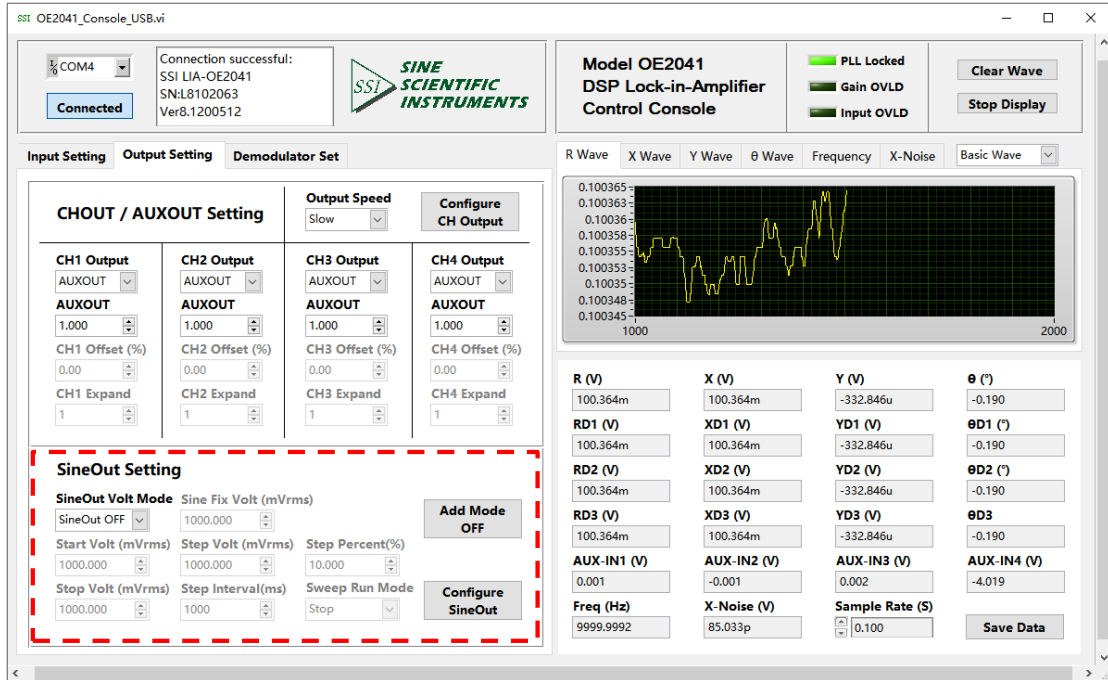 SSI OE2041_Console_USB.vi
I/O COM4
Connected
Connection successful:
SSI LIA-OE2041
SN:L8102063
Ver8.1200512
SSI
SINE
SCIENTIFIC
INSTRUMENTS
Model OE2041
DSP Lock-in-Amplifier
Control Console
PLL Locked
Gain OVLD
Input OVLD
Clear Wave
Stop Display
Input Setting Output Setting Demodulator Set
CHOUT / AUXOUT Setting
Output Speed
Slow
Configure
CH Output
CH1 Output CH2 Output CH3 Output CH4 Output
AUXOUT AUXOUT AUXOUT AUXOUT
AUXOUT AUXOUT AUXOUT AUXOUT
1.000 1.000 1.000 1.000
CH1 Offset (%) CH2 Offset (%) CH3 Offset (%) CH4 Offset (%)
0.00 0.00 0.00 0.00
CH1 Expand CH2 Expand CH3 Expand CH4 Expand
1 1 1 1
SineOut Setting
SineOut Volt Mode Sine Fix Volt (mVrms)
SineOut OFF 1000.000
Add Mode
OFF
Start Volt (mVrms) Step Volt (mVrms) Step Percent(%)
1000.000 1000.000 10.000
Stop Volt (mVrms) Step Interval(ms) Sweep Run Mode
1000.000 1000 Stop
Configure
SineOut
R Wave X Wave Y Wave θ Wave Frequency X-Noise Basic Wave
0.100365
0.100363
0.10036
0.100358
0.100355
0.100353
0.10035
0.100348
0.100345
1000 2000
R (V) X (V) Y (V) θ (°)
100.364m 100.364m -332.846u -0.190
RD1 (V) XD1 (V) YD1 (V) θD1 (°)
100.364m 100.364m -332.846u -0.190
RD2 (V) XD2 (V) YD2 (V) θD2 (°)
100.364m 100.364m -332.846u -0.190
RD3 (V) XD3 (V) YD3 (V) θD3
100.364m 100.364m -332.846u -0.190
AUX-IN1 (V) AUX-IN2 (V) AUX-IN3 (V) AUX-IN4 (V)
0.001 -0.001 0.002 -4.019
Freq (Hz) X-Noise (V) Sample Rate (S)
9999.9992 85.033p 0.100 Save Data